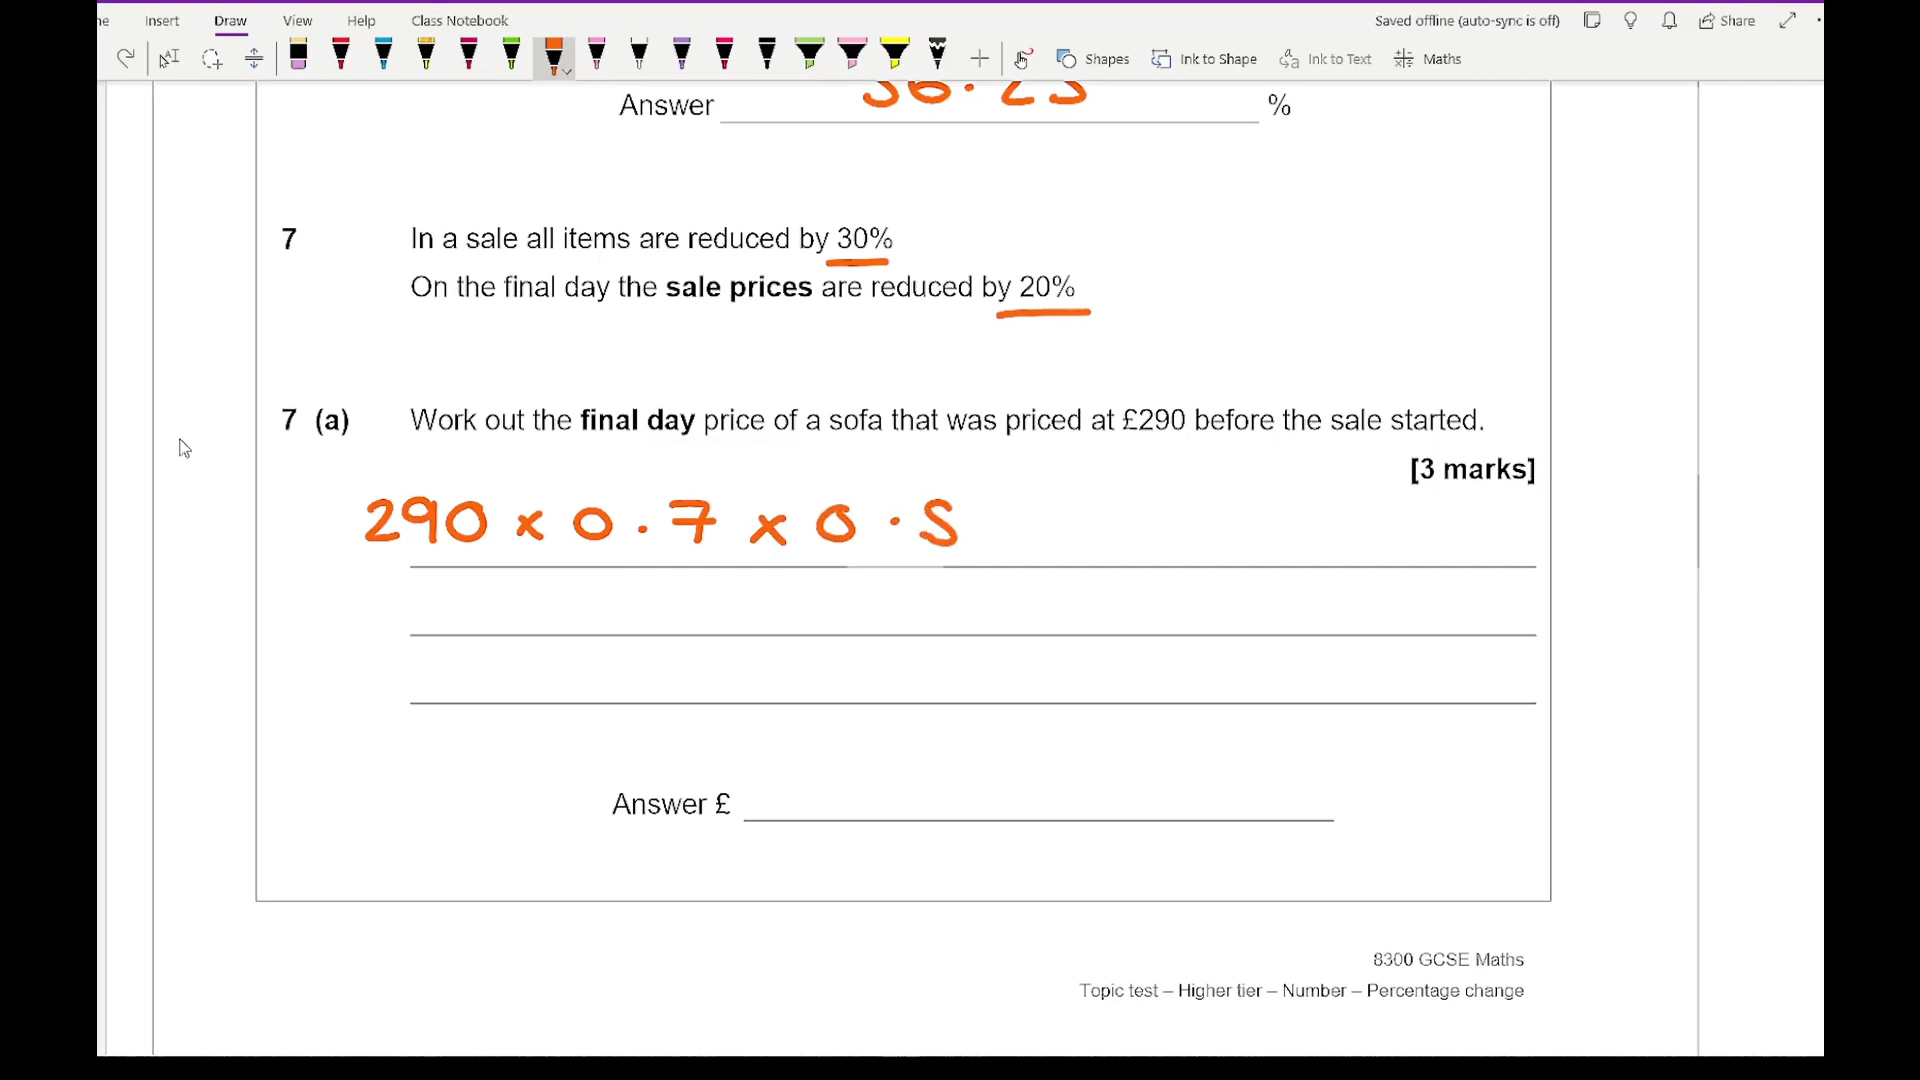 Insert Draw View Help Class Notebook Saved offline (auto-sync is off) Share
Shapes Ink to Shape Ink to Text Maths
Answer %
7 In a sale all items are reduced by 30%
On the final day the sale prices are reduced by 20%
7 (a) Work out the final day price of a sofa that was priced at £290 before the sale started.
[3 marks]
290 × 0.7 × 0.
Answer £
8300 GCSE Maths
Topic test – Higher tier – Number – Percentage change